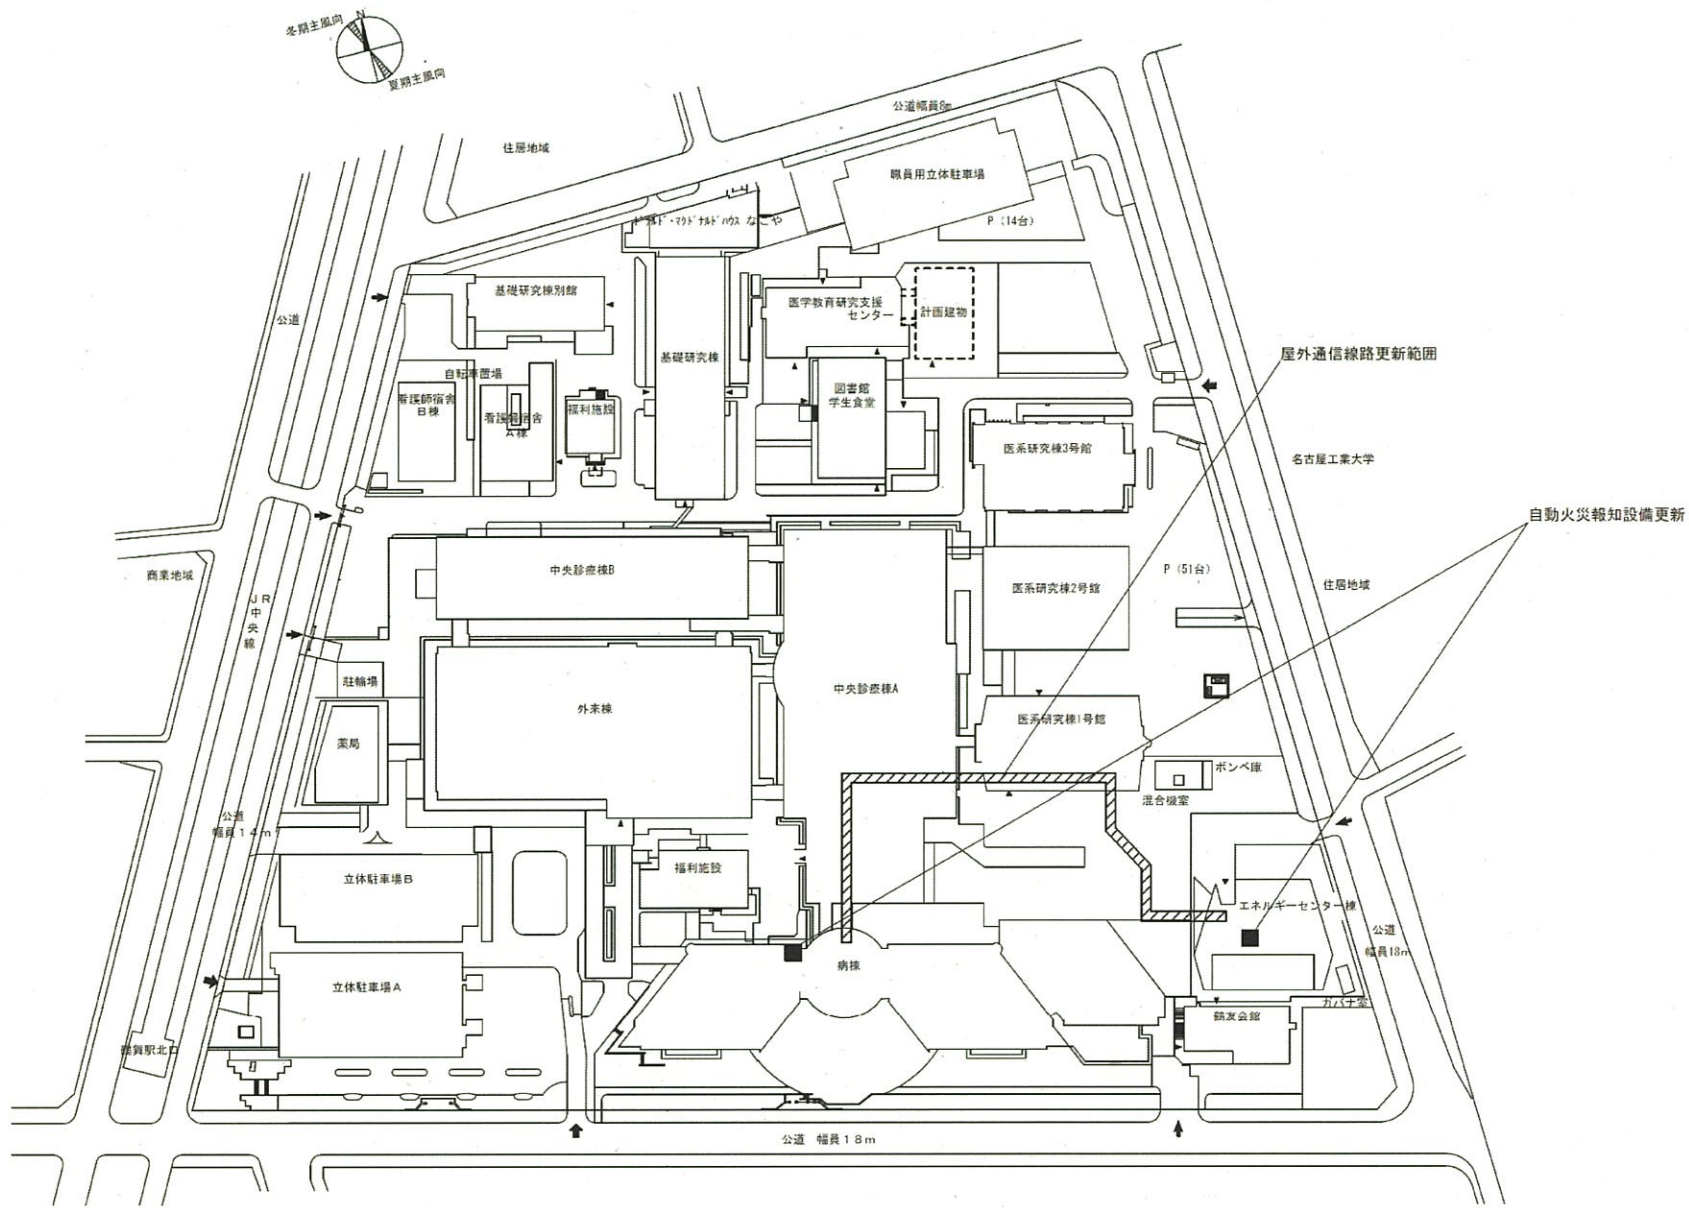 冬期主風向
N
夏期主風向
公道幅員8m
住居地域
職員用立体駐車場
P (14台)
ドナルド・マクドナルドハウス なごや
基礎研究棟別館
医学教育研究支援
センター
計画建物
公道
屋外通信線路更新範囲
基礎研究棟
自転車置場
看護師宿舎
B棟
看護師宿舎
A棟
福利施設
図書館
学生食堂
医系研究棟3号館
名古屋工業大学
自動火災報知設備更新
商業地域
中央診療棟B
医系研究棟2号館
P (51台)
住居地域
JR
中
央
線
駐輪場
外来棟
中央診療棟A
医系研究棟1号館
薬局
ボンベ庫
混合機室
公道
幅員14m
立体駐車場B
福利施設
エネルギーセンター棟
公道
幅員18m
病棟
立体駐車場A
ガバナ室
鶴友会館
鶴舞駅北口
公道 幅員18m